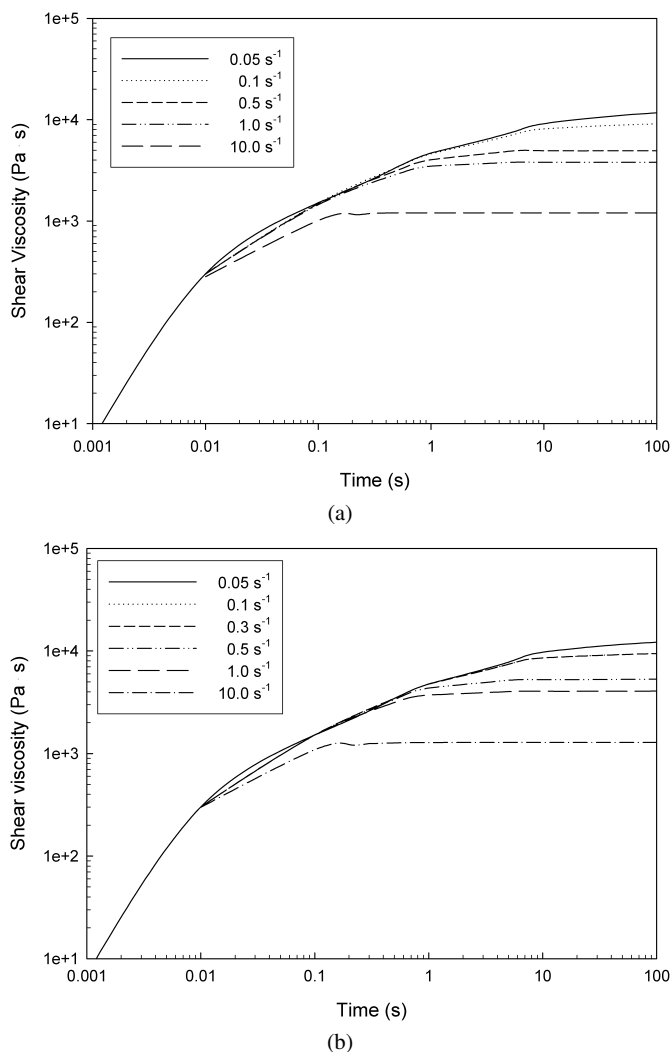 1e+5
0.05 s-1
0.1 s-1
0.5 s-1
1.0 s-1
10.0 s-1
1e+4
1e+3
1e+2
1e+1
Shear Viscosity (Pa · s)
0.001 0.01 0.1 1 10 100
Time (s)
(a)
1e+5
0.05 s-1
0.1 s-1
0.3 s-1
0.5 s-1
1.0 s-1
10.0 s-1
1e+4
1e+3
1e+2
1e+1
Shear viscosity (Pa · s)
0.001 0.01 0.1 1 10 100
Time (s)
(b)